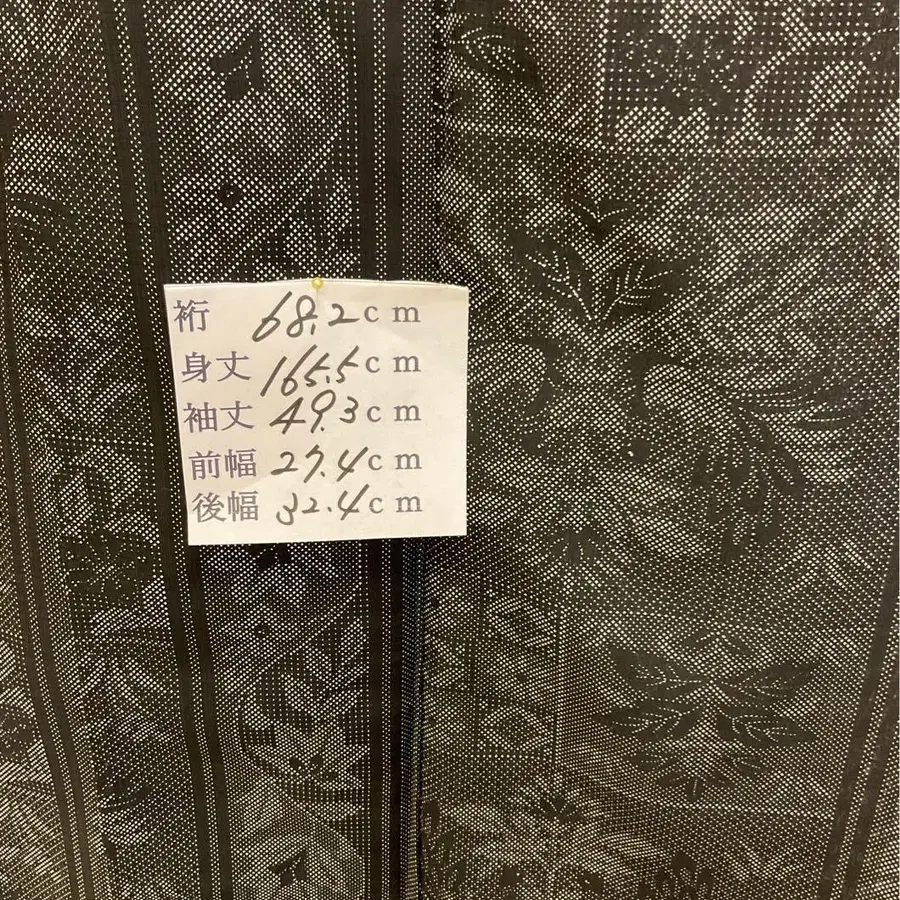 裄 68.2cm
身丈 165.5cm
袖丈 49.3cm
前幅 27.4cm
後幅 32.4cm